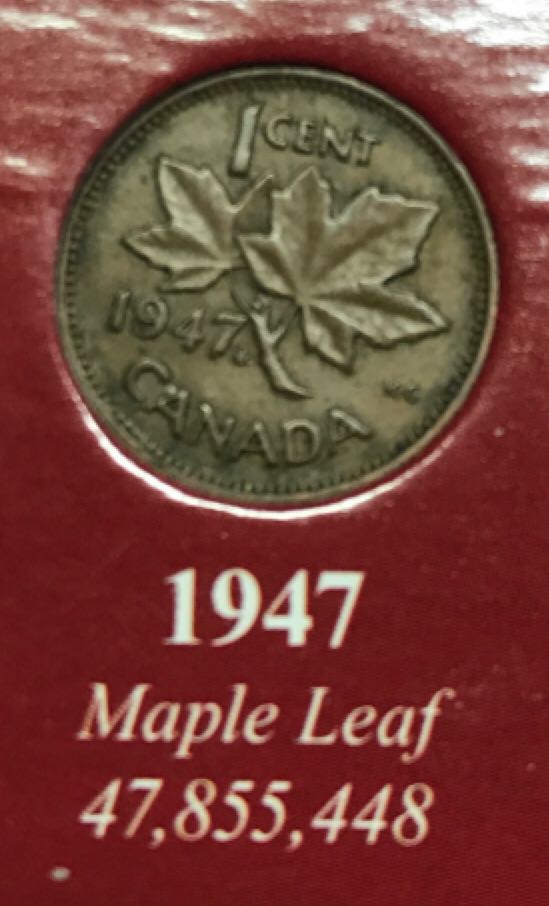 1 CENT
1947
CANADA
1947
Maple Leaf
47,855,448